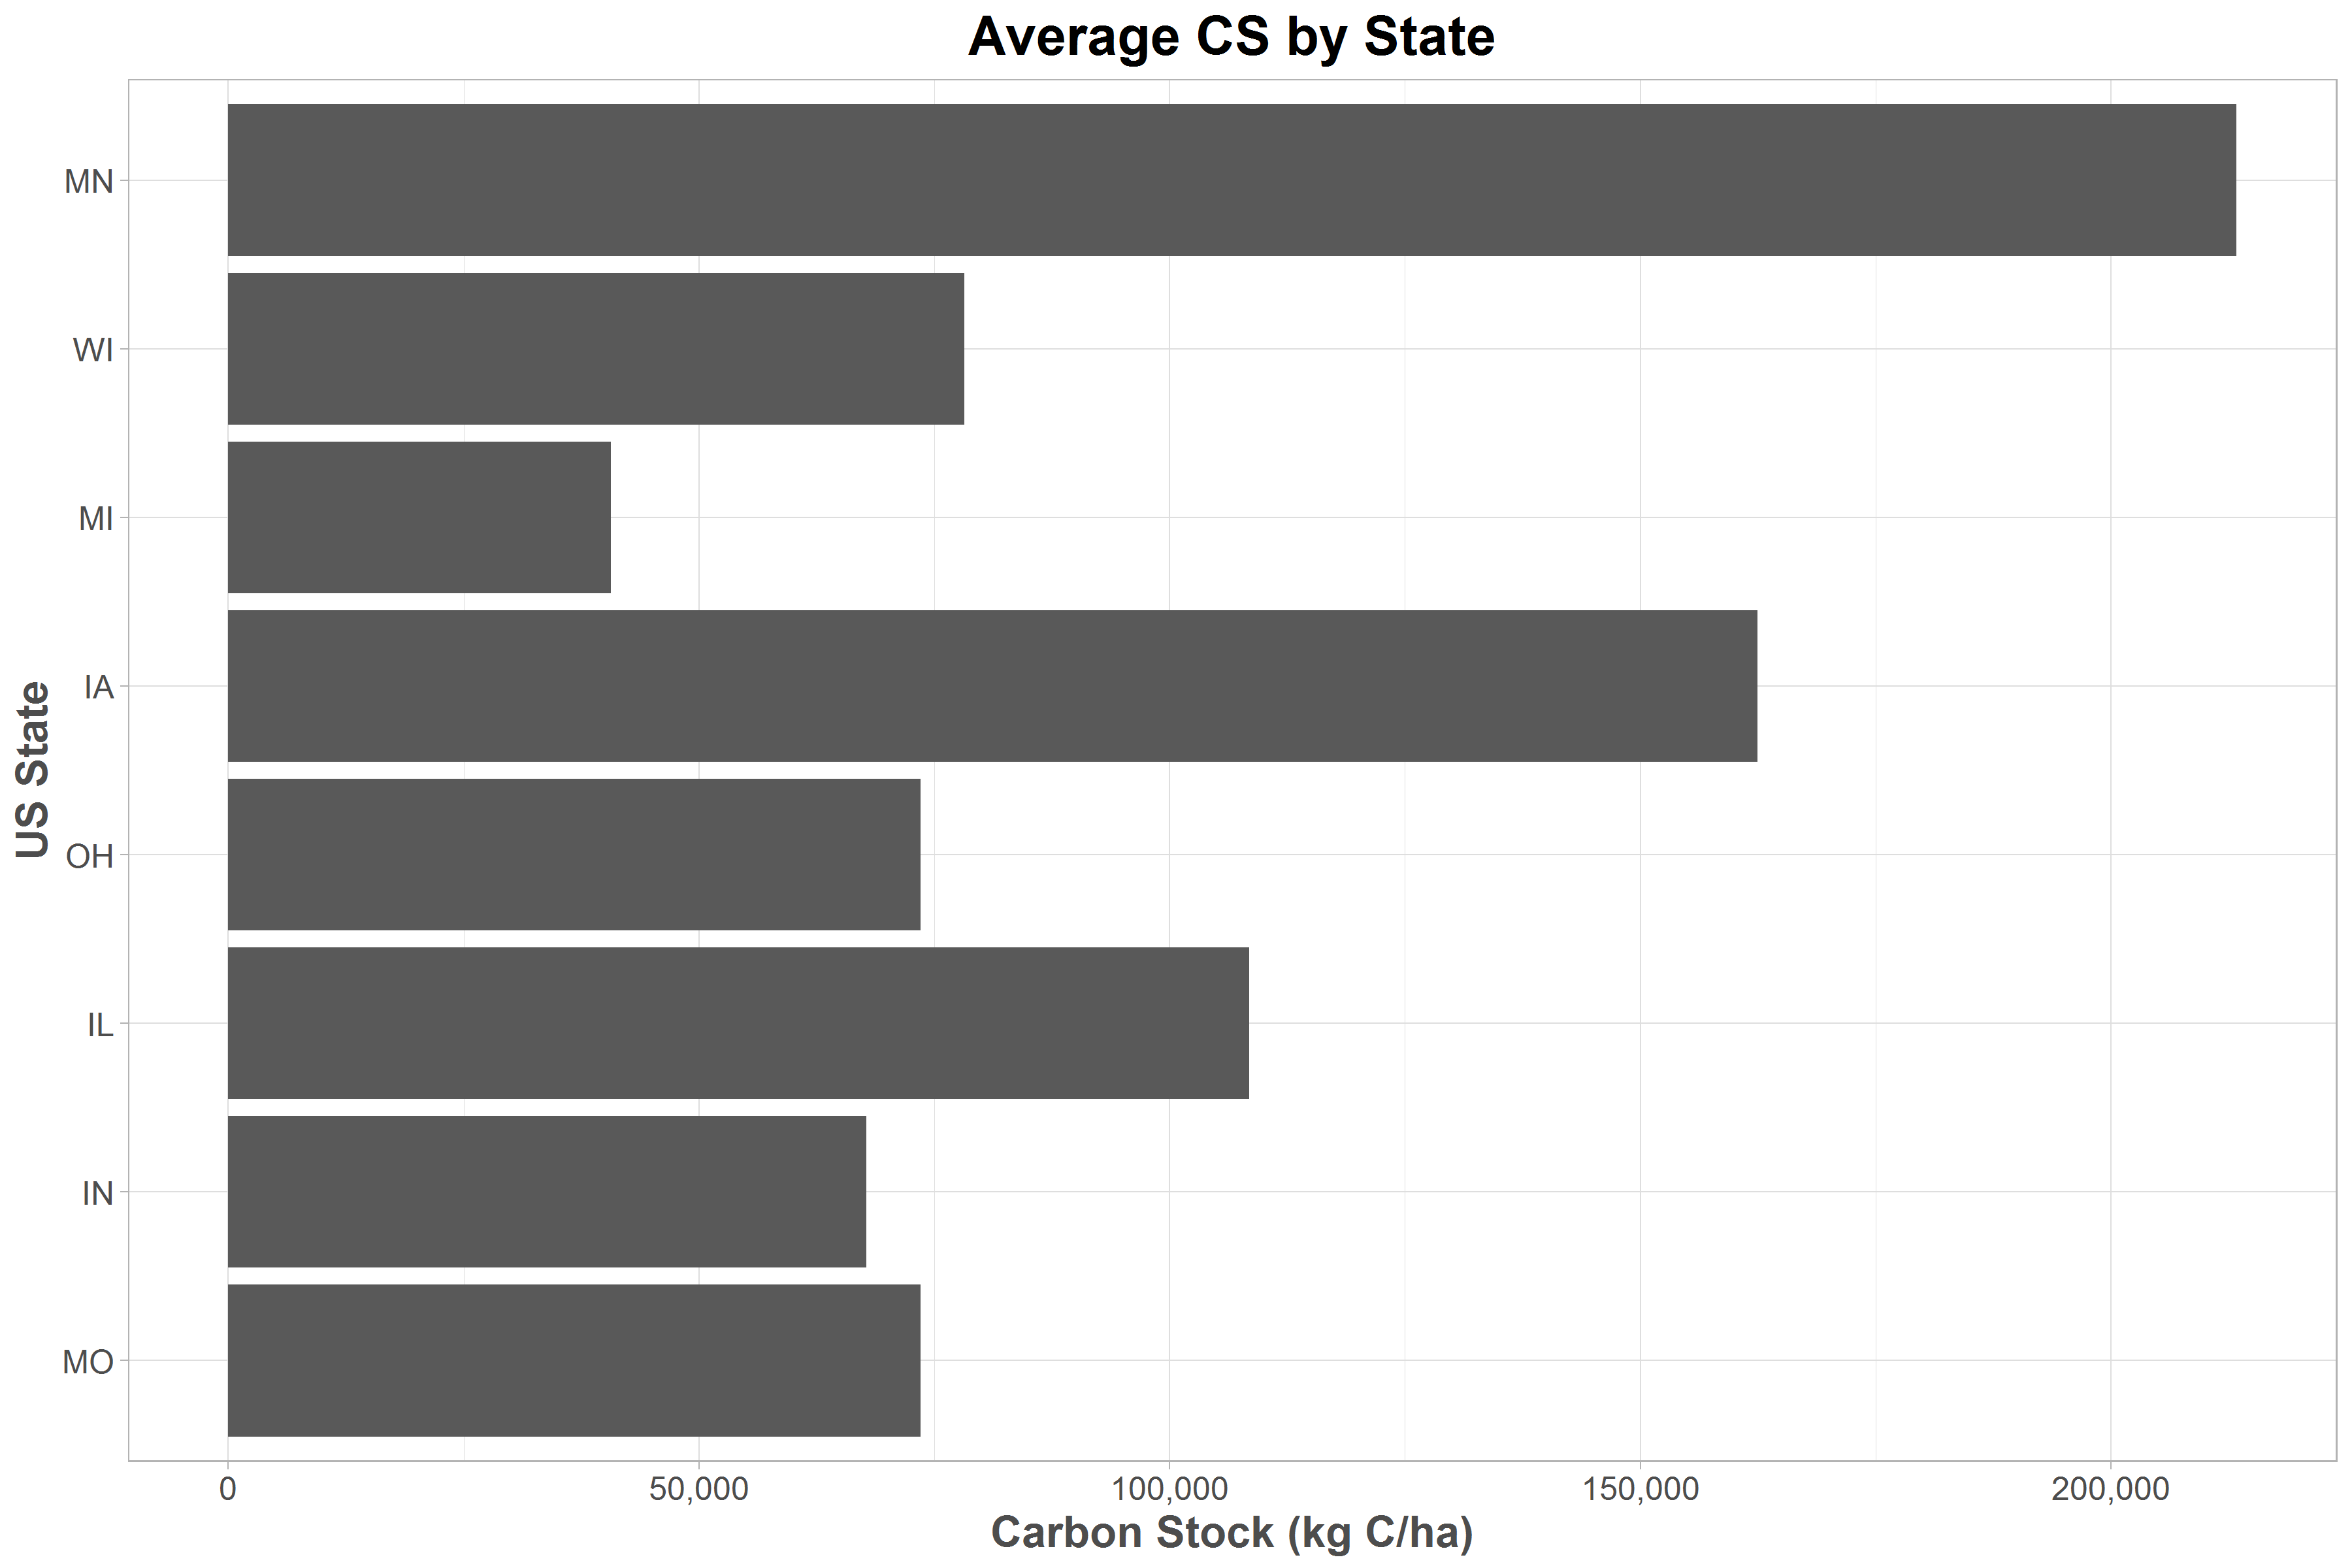 Average CS by State
US State
MN
WI
MI
IA
OH
IL
IN
MO
0 50,000 100,000 150,000 200,000
Carbon Stock (kg C/ha)